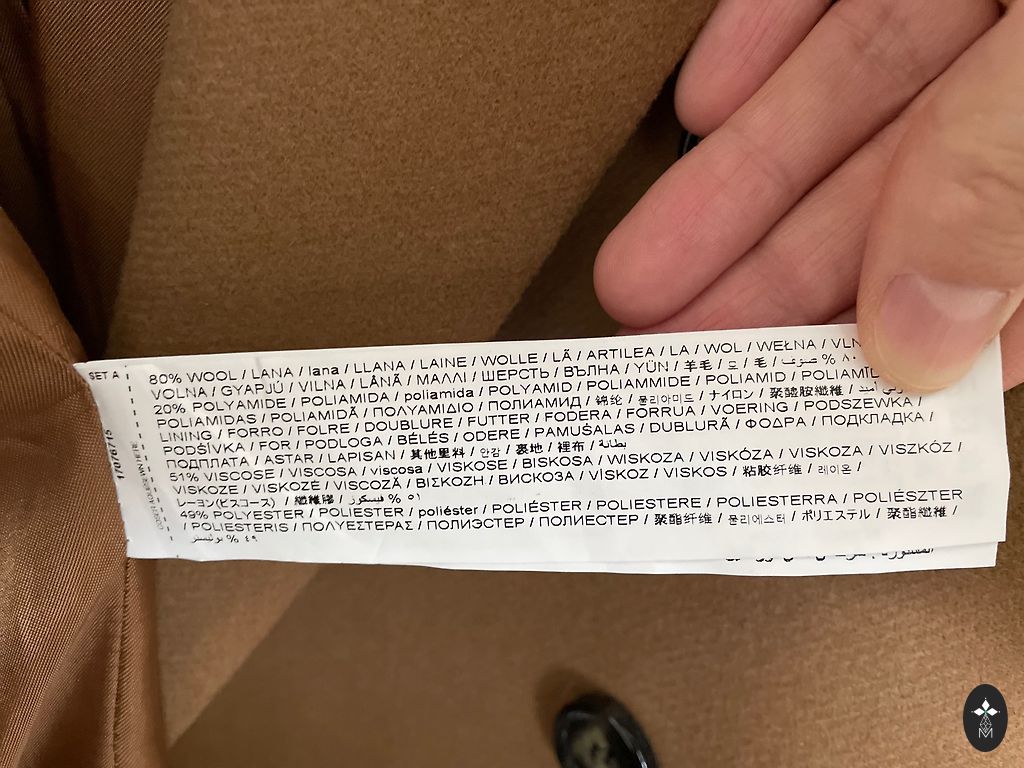 SET A
80% WOOL / LANA / lana / LLANA / LAINE / WOLLE / LÃ / ARTILEA / LA / WOL / WEŁNA / VLN
VOLNA / GYAPJÚ / VILNA / LÂNĂ / ΜΑΛΛΙ / ШЕРСТЬ / ВЪЛНА / YÜN / 羊毛 / 모 / 毛 / صوف % ٨٠
20% POLYAMIDE / POLIAMIDA / poliamida / POLYAMID / POLIAMMIDE / POLIAMID /
POLIAMIDAS / POLIAMIDĂ / ΠΟΛΥΑΜΙΔΙΟ / ПОЛИАМИД / 锦纶 / 폴리아미드 / ナイロン / 聚醯胺纖維 /
LINING / FORRO / FOLRE / DOUBLURE / FUTTER / FODERA / FORRUA / VOERING / PODSZEWKA /
PODŠÍVKA / FOR / PODLOGA / BÉLÉS / ODERE / PAMUŠALAS / DUBLURĂ / ΦΟΔΡΑ / ПОДКЛАДКА /
ПОДПЛАТА / ASTAR / LAPISAN / 其他里料 / 안감 / 裏地 / 裡布 / بطانة
51% VISCOSE / VISCOSA / viscosa / VISKOSE / BISKOSA / WISKOZA / VISKÓZA / VISKOZA / VISZKÓZ /
VISKOZE / VISKOZĖ / VISCOZĂ / ΒΙΣΚΟΖΗ / ВИСКОЗА / VISKOZ / VISKOS / 粘胶纤维 / 레이온 /
レーヨン(ビスコース) / 纖維膠 / فيسكوز % ٥١
49% POLYESTER / POLIESTER / poliéster / POLIÉSTER / POLIESTERE / POLIESTERRA / POLIÉSZTER
/ POLIESTERIS / ΠΟΛΥΕΣΤΕΡΑΣ / ПОЛИЭСТЕР / ПОЛИЕСТЕР / 聚酯纤维 / 폴리에스터 / ポリエステル / 聚酯纖維 /
بوليستر % ٤٩
M